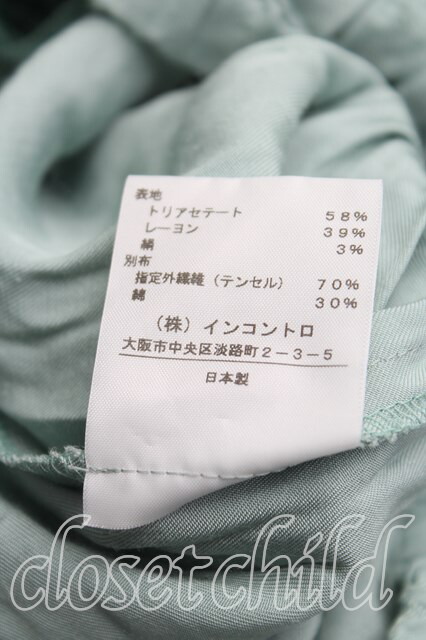 表地
トリアセテート 58%
レーヨン 39%
絹 3%
別布
指定外繊維（テンセル） 70%
綿 30%
（株）インコントロ
大阪市中央区淡路町2-3-5
日本製
closetchild